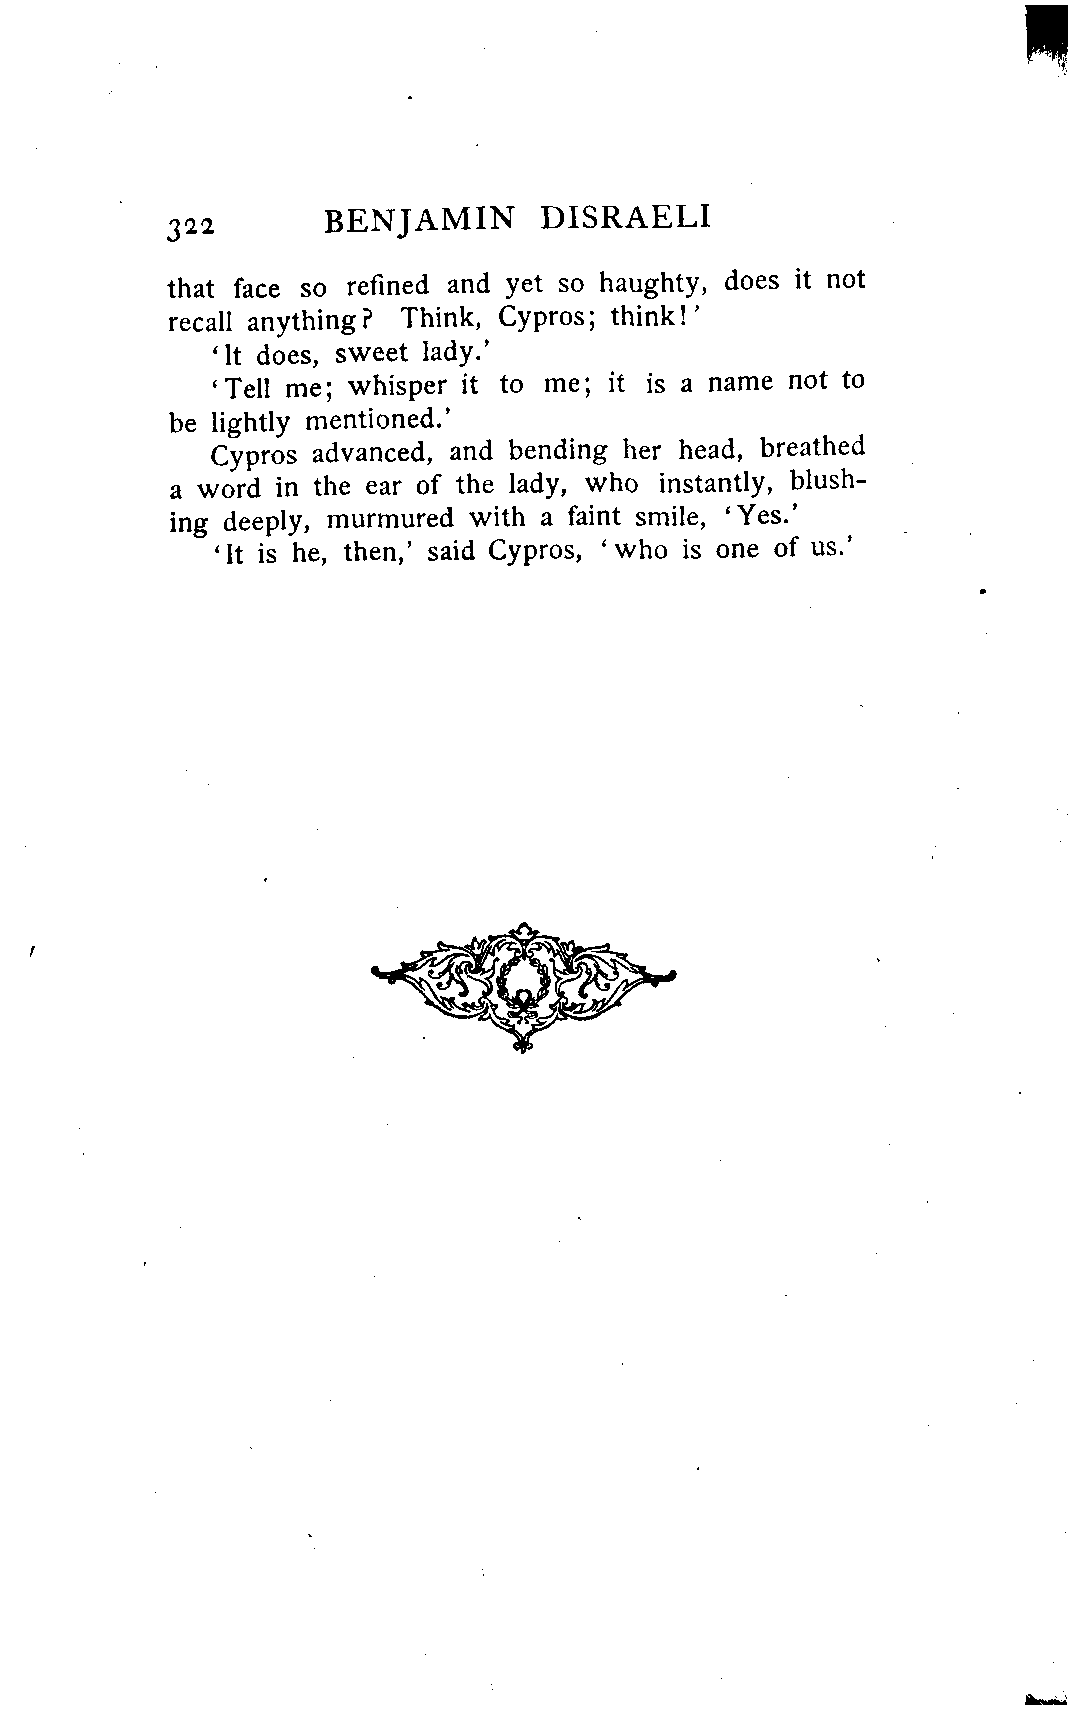 322 BENJAMIN DISRAELI
that face so refined and yet so haughty, does it not
recall anything? Think, Cypros; think!’
‘It does, sweet lady.’
‘Tell me; whisper it to me; it is a name not to
be lightly mentioned.’
Cypros advanced, and bending her head, breathed
a word in the ear of the lady, who instantly, blush-
ing deeply, murmured with a faint smile, ‘Yes.’
‘It is he, then,’ said Cypros, ‘who is one of us.’